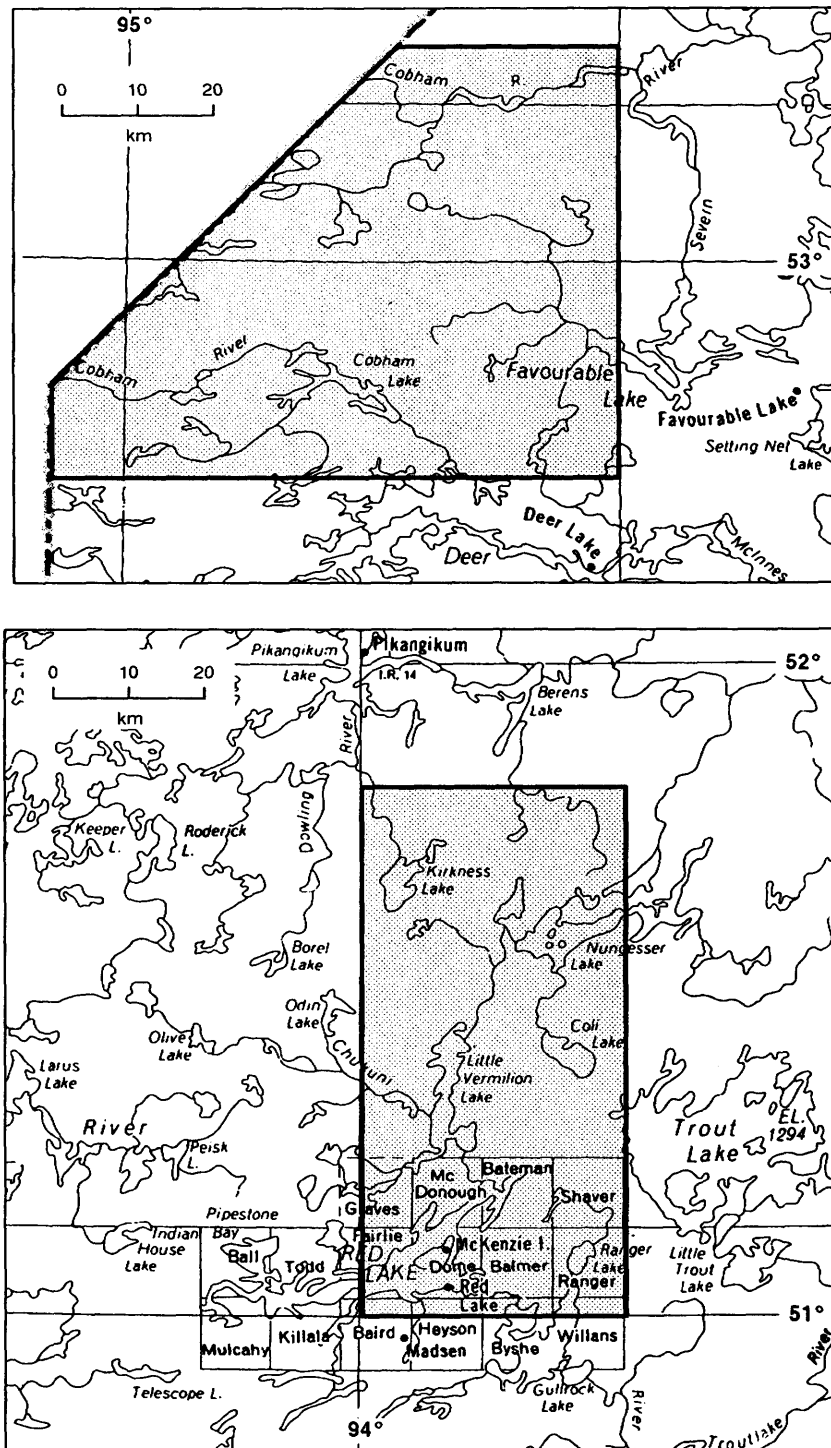 95°
0 10 20
km
Cobham
R.
River
Severn
53°
River
Cobham
Cobham
Lake
Favourable
Lake
Favourable Lake
Setting Net
Lake
Deer Lake
Deer
McInnes
Pikangikum
Lake
Pikangikum
I.R. 14
52°
0 10 20
km
Berens
Lake
River
Dowling
Keeper
L.
Roderick
L.
Kirkness
Lake
Borel
Lake
Nungesser
Lake
Odin
Lake
Coli
Lake
Olive
Lake
Chukuni
Larus
Lake
Little
Vermilion
Lake
River
Trout
Lake
EL.
1294
Peisk
L.
Mc
Donough
Bateman
Graves
Shaver
Pipestone
Bay
Indian
House
Lake
Fairlie
McKenzie I.
Ball
Todd
RED
LAKE
Dome
Balmer
Ranger
Lake
Ranger
Little
Trout
Lake
Red
Lake
51°
Mulcahy
Killala
Baird
Heyson
Madsen
Byshe
Willans
Telescope L.
Gullrock
Lake
River
River
Troutlake
94°